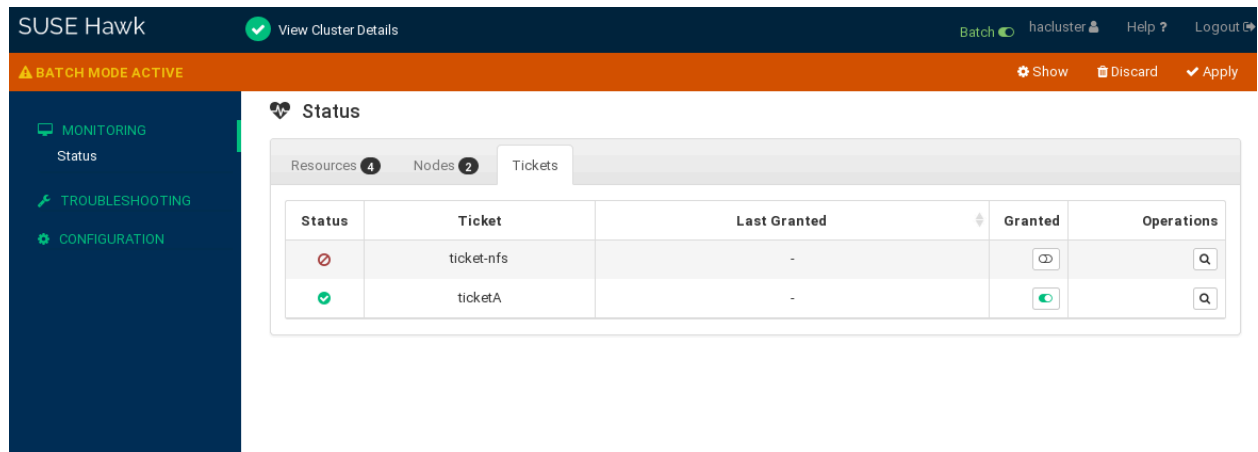 SUSE Hawk View Cluster Details Batch hacluster Help ? Logout
BATCH MODE ACTIVE Show Discard Apply
Status
MONITORING
Status
TROUBLESHOOTING
CONFIGURATION
Resources 4 Nodes 2 Tickets
Status Ticket Last Granted Granted Operations
ticket-nfs -
ticketA -